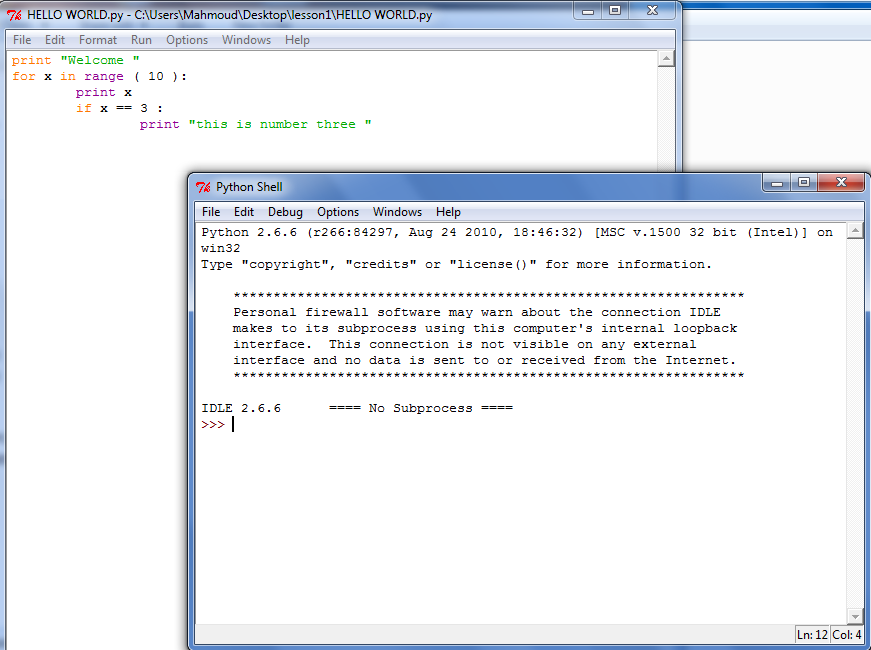 HELLO WORLD.py - C:\Users\Mahmoud\Desktop\lesson1\HELLO WORLD.py
File Edit Format Run Options Windows Help
print "Welcome "
for x in range ( 10 ):
print x
if x == 3 :
print "this is number three "
Python Shell
File Edit Debug Options Windows Help
Python 2.6.6 (r266:84297, Aug 24 2010, 18:46:32) [MSC v.1500 32 bit (Intel)] on
win32
Type "copyright", "credits" or "license()" for more information.
****************************************************************
Personal firewall software may warn about the connection IDLE
makes to its subprocess using this computer's internal loopback
interface.  This connection is not visible on any external
interface and no data is sent to or received from the Internet.
****************************************************************
IDLE 2.6.6      ==== No Subprocess ====
>>>
Ln: 12 Col: 4